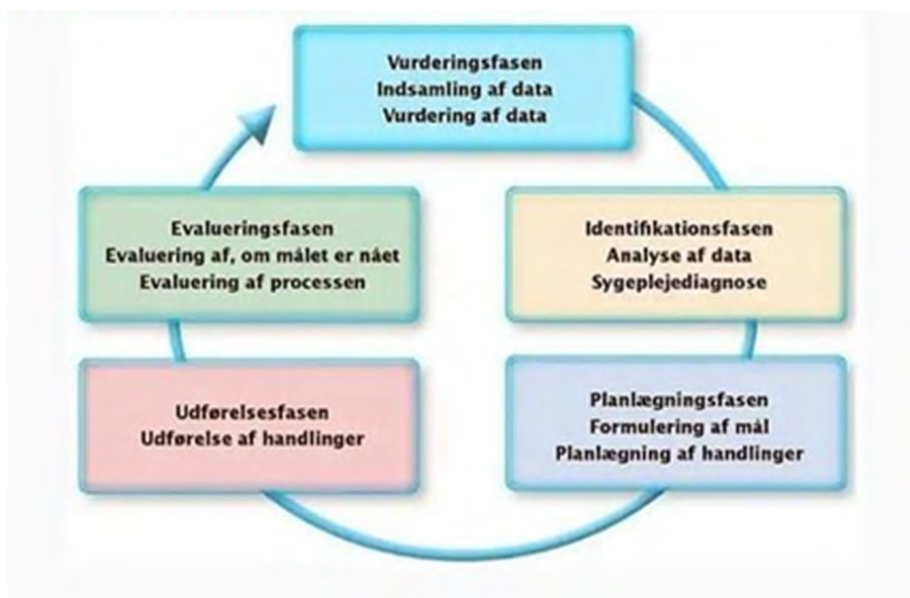 Vurderingsfasen
Indsamling af data
Vurdering af data
Identifikationsfasen
Analyse af data
Sygeplejediagnose
Planlægningsfasen
Formulering af mål
Planlægning af handlinger
Udførelsesfasen
Udførelse af handlinger
Evalueringsfasen
Evaluering af, om målet er nået
Evaluering af processen